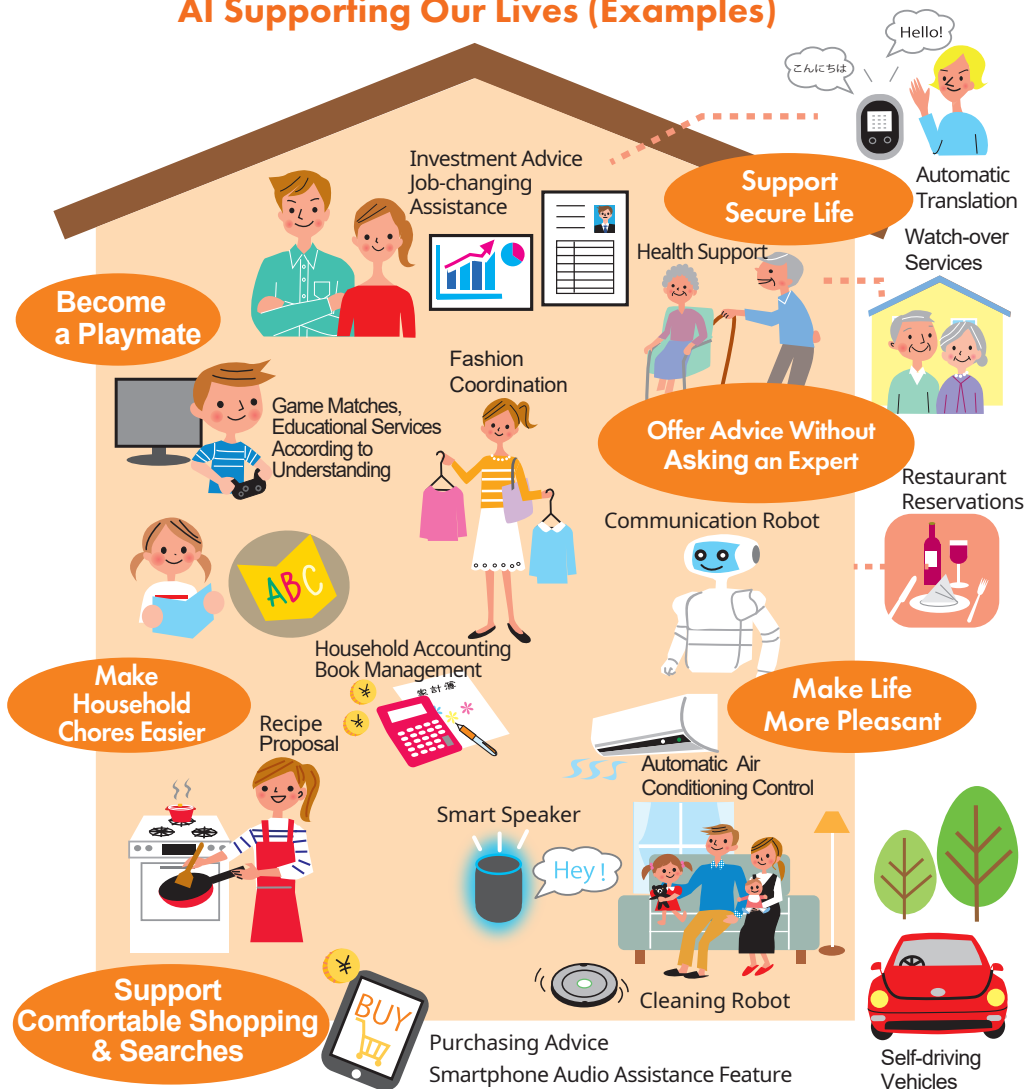 AI Supporting Our Lives (Examples)
Hello!
こんにちは
Automatic
Translation
Investment Advice
Job-changing
Assistance
Support
Secure Life
Watch-over
Services
Health Support
Become
a Playmate
Fashion
Coordination
Game Matches,
Educational Services
According to
Understanding
Offer Advice Without
Asking an Expert
Restaurant
Reservations
Communication Robot
ABC
Household Accounting
Book Management
家計簿
¥
¥
Make
Household
Chores Easier
Make Life
More Pleasant
Recipe
Proposal
Automatic Air
Conditioning Control
Smart Speaker
Hey!
Cleaning Robot
Support
Comfortable Shopping
& Searches
¥
BUY
Purchasing Advice
Smartphone Audio Assistance Feature
Self-driving
Vehicles